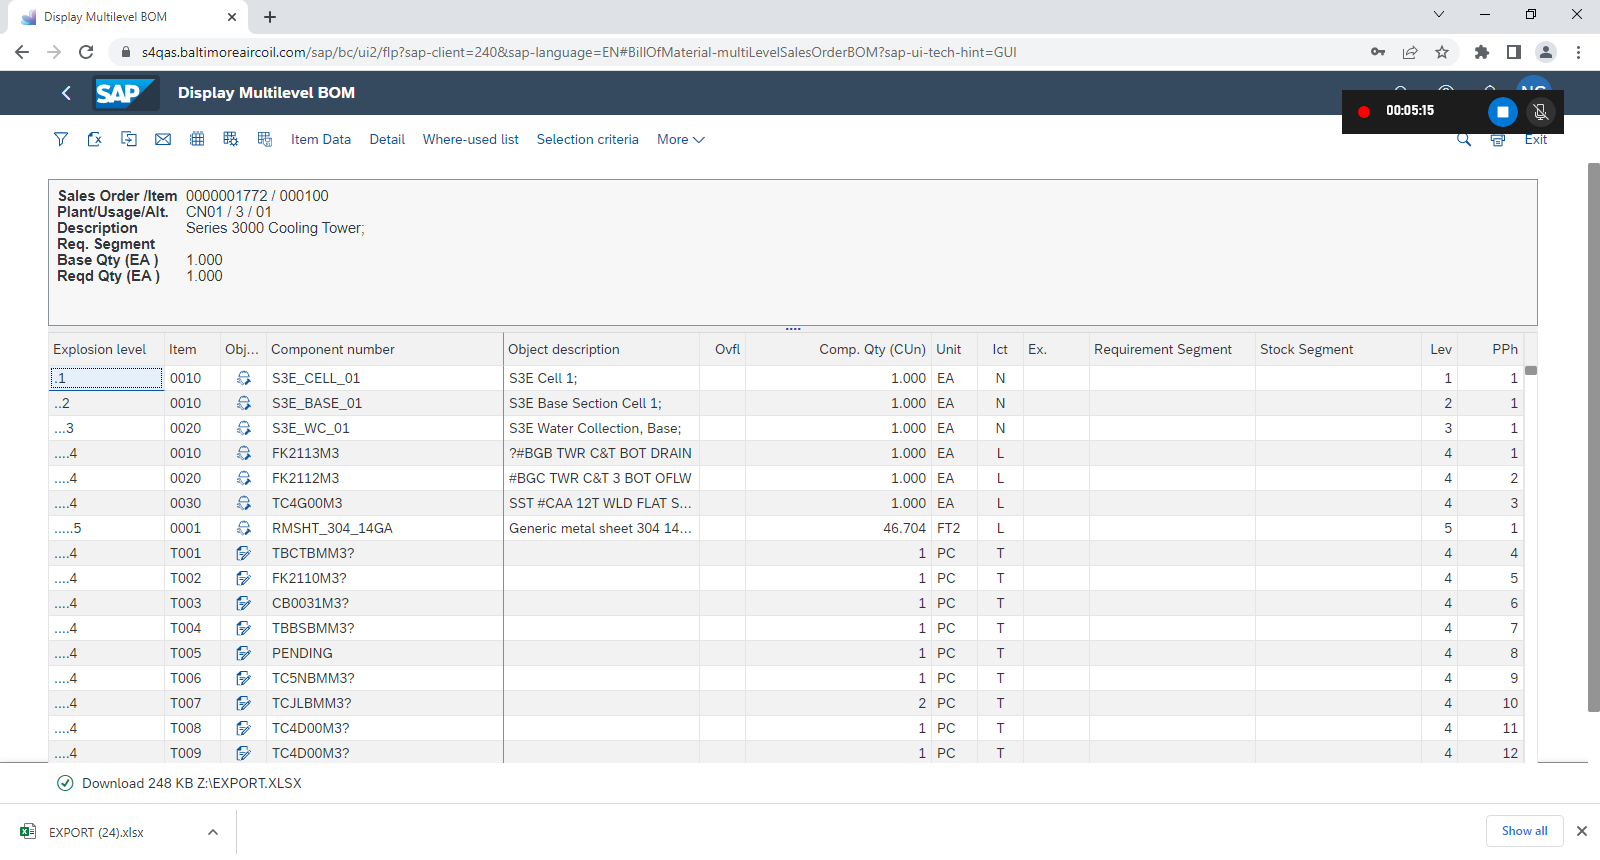 Display Multilevel BOM
s4qas.baltimoreaircoil.com/sap/bc/ui2/flp?sap-client=240&sap-language=EN#BillOfMaterial-multiLevelSalesOrderBOM?sap-ui-tech-hint=GUI
SAP Display Multilevel BOM
00:05:15
Item Data Detail Where-used list Selection criteria More Exit
Sales Order /Item 0000001772 / 000100
Plant/Usage/Alt. CN01 / 3 / 01
Description Series 3000 Cooling Tower;
Req. Segment
Base Qty (EA ) 1.000
Reqd Qty (EA ) 1.000
Explosion level Item Obj... Component number Object description Ovfl Comp. Qty (CUn) Unit Ict Ex. Requirement Segment Stock Segment Lev PPh
.1 0010 S3E_CELL_01 S3E Cell 1; 1.000 EA N 1 1
..2 0010 S3E_BASE_01 S3E Base Section Cell 1; 1.000 EA N 2 1
...3 0020 S3E_WC_01 S3E Water Collection, Base; 1.000 EA N 3 1
....4 0010 FK2113M3 ?#BGB TWR C&T BOT DRAIN 1.000 EA L 4 1
....4 0020 FK2112M3 #BGC TWR C&T 3 BOT OFLW 1.000 EA L 4 2
....4 0030 TC4G00M3 SST #CAA 12T WLD FLAT S... 1.000 EA L 4 3
.....5 0001 RMSHT_304_14GA Generic metal sheet 304 14... 46.704 FT2 L 5 1
....4 T001 TBCTBMM3? 1 PC T 4 4
....4 T002 FK2110M3? 1 PC T 4 5
....4 T003 CB0031M3? 1 PC T 4 6
....4 T004 TBBSBMM3? 1 PC T 4 7
....4 T005 PENDING 1 PC T 4 8
....4 T006 TC5NBMM3? 1 PC T 4 9
....4 T007 TCJLBMM3? 2 PC T 4 10
....4 T008 TC4D00M3? 1 PC T 4 11
....4 T009 TC4D00M3? 1 PC T 4 12
Download 248 KB Z:\EXPORT.XLSX
EXPORT (24).xlsx
Show all